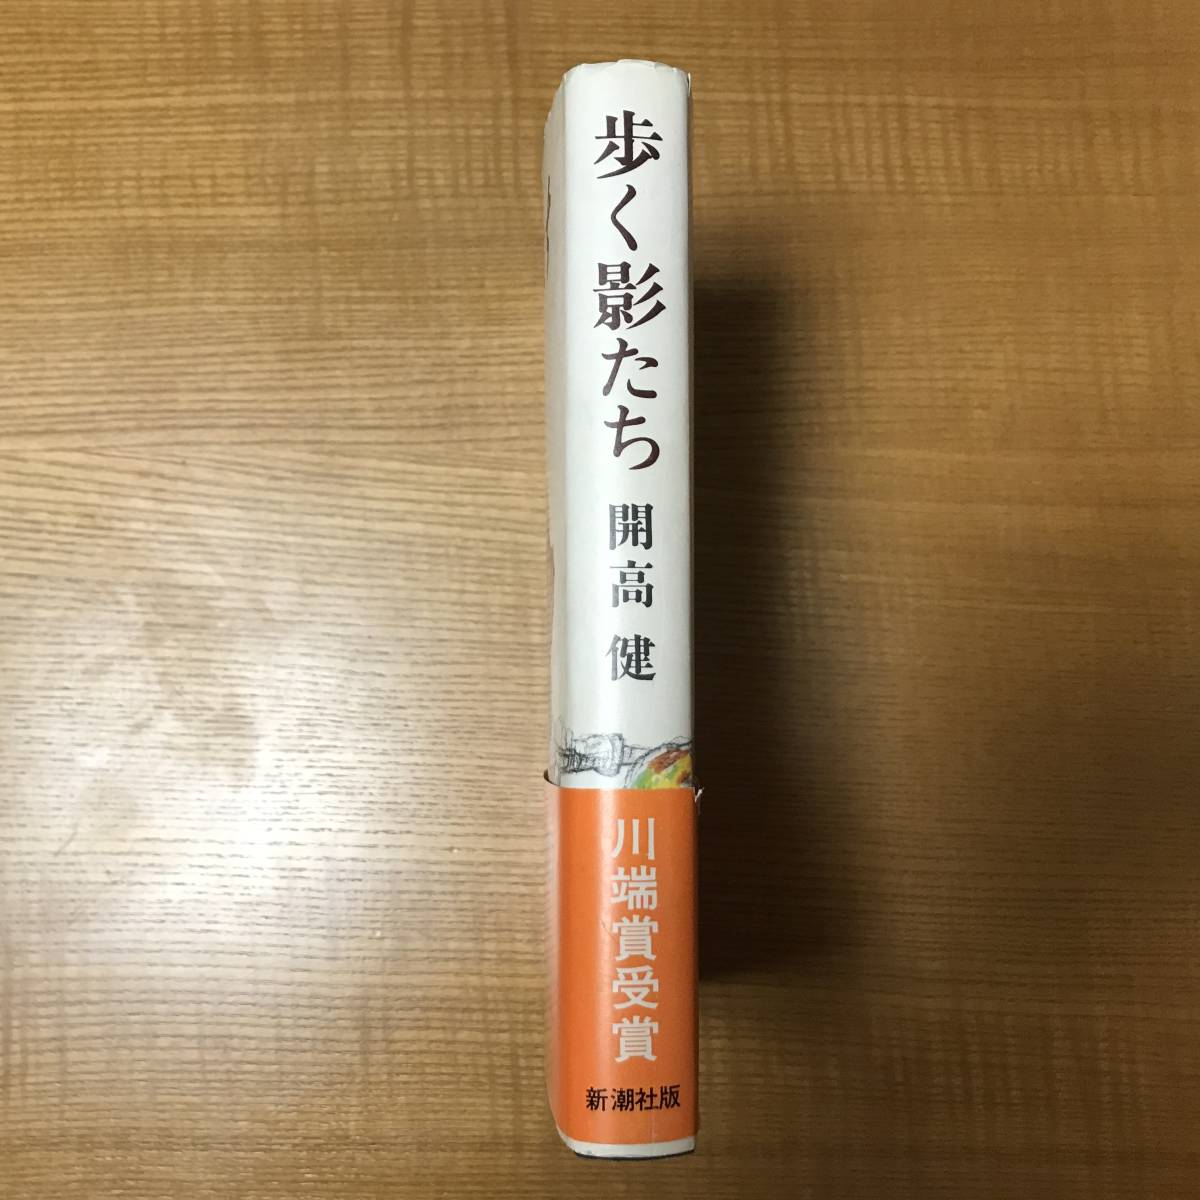 歩く影たち
開高 健
川端賞受賞
新潮社版